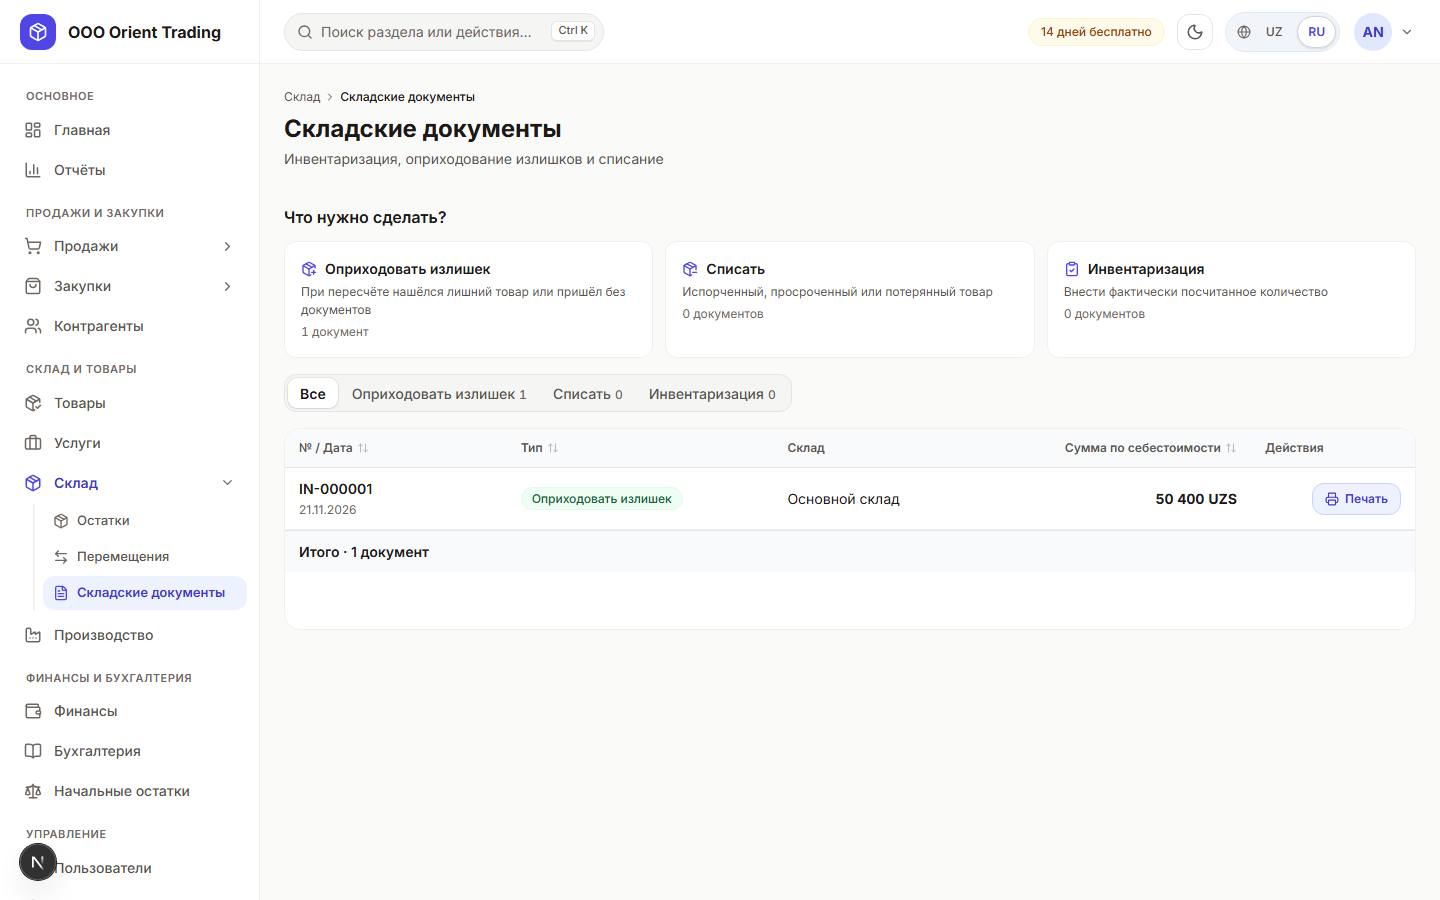 ООО Orient Trading
Поиск раздела или действия...
Ctrl K
14 дней бесплатно
UZ
RU
AN
ОСНОВНОЕ
Главная
Отчёты
ПРОДАЖИ И ЗАКУПКИ
Продажи
Закупки
Контрагенты
СКЛАД И ТОВАРЫ
Товары
Услуги
Склад
Остатки
Перемещения
Складские документы
Производство
ФИНАНСЫ И БУХГАЛТЕРИЯ
Финансы
Бухгалтерия
Начальные остатки
УПРАВЛЕНИЕ
N
Пользователи
Склад
Складские документы
Складские документы
Инвентаризация, оприходование излишков и списание
Что нужно сделать?
Оприходовать излишек
При пересчёте нашёлся лишний товар или пришёл без
документов
1 документ
Списать
Испорченный, просроченный или потерянный товар
0 документов
Инвентаризация
Внести фактически посчитанное количество
0 документов
Все
Оприходовать излишек 1
Списать 0
Инвентаризация 0
№ / Дата
Тип
Склад
Сумма по себестоимости
Действия
IN-000001
21.11.2026
Оприходовать излишек
Основной склад
50 400 UZS
Печать
Итого · 1 документ